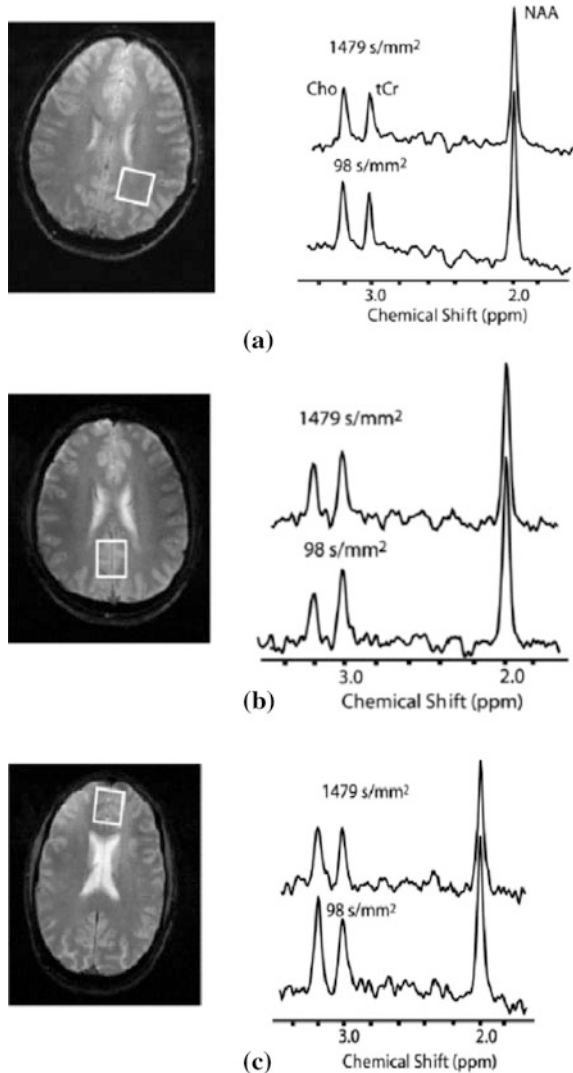 NAA
1479 s/mm²
Cho tCr
98 s/mm²
3.0 2.0
Chemical Shift (ppm)
(a)
1479 s/mm²
98 s/mm²
3.0 2.0
Chemical Shift (ppm)
(b)
1479 s/mm²
98 s/mm²
3.0 2.0
Chemical Shift (ppm)
(c)